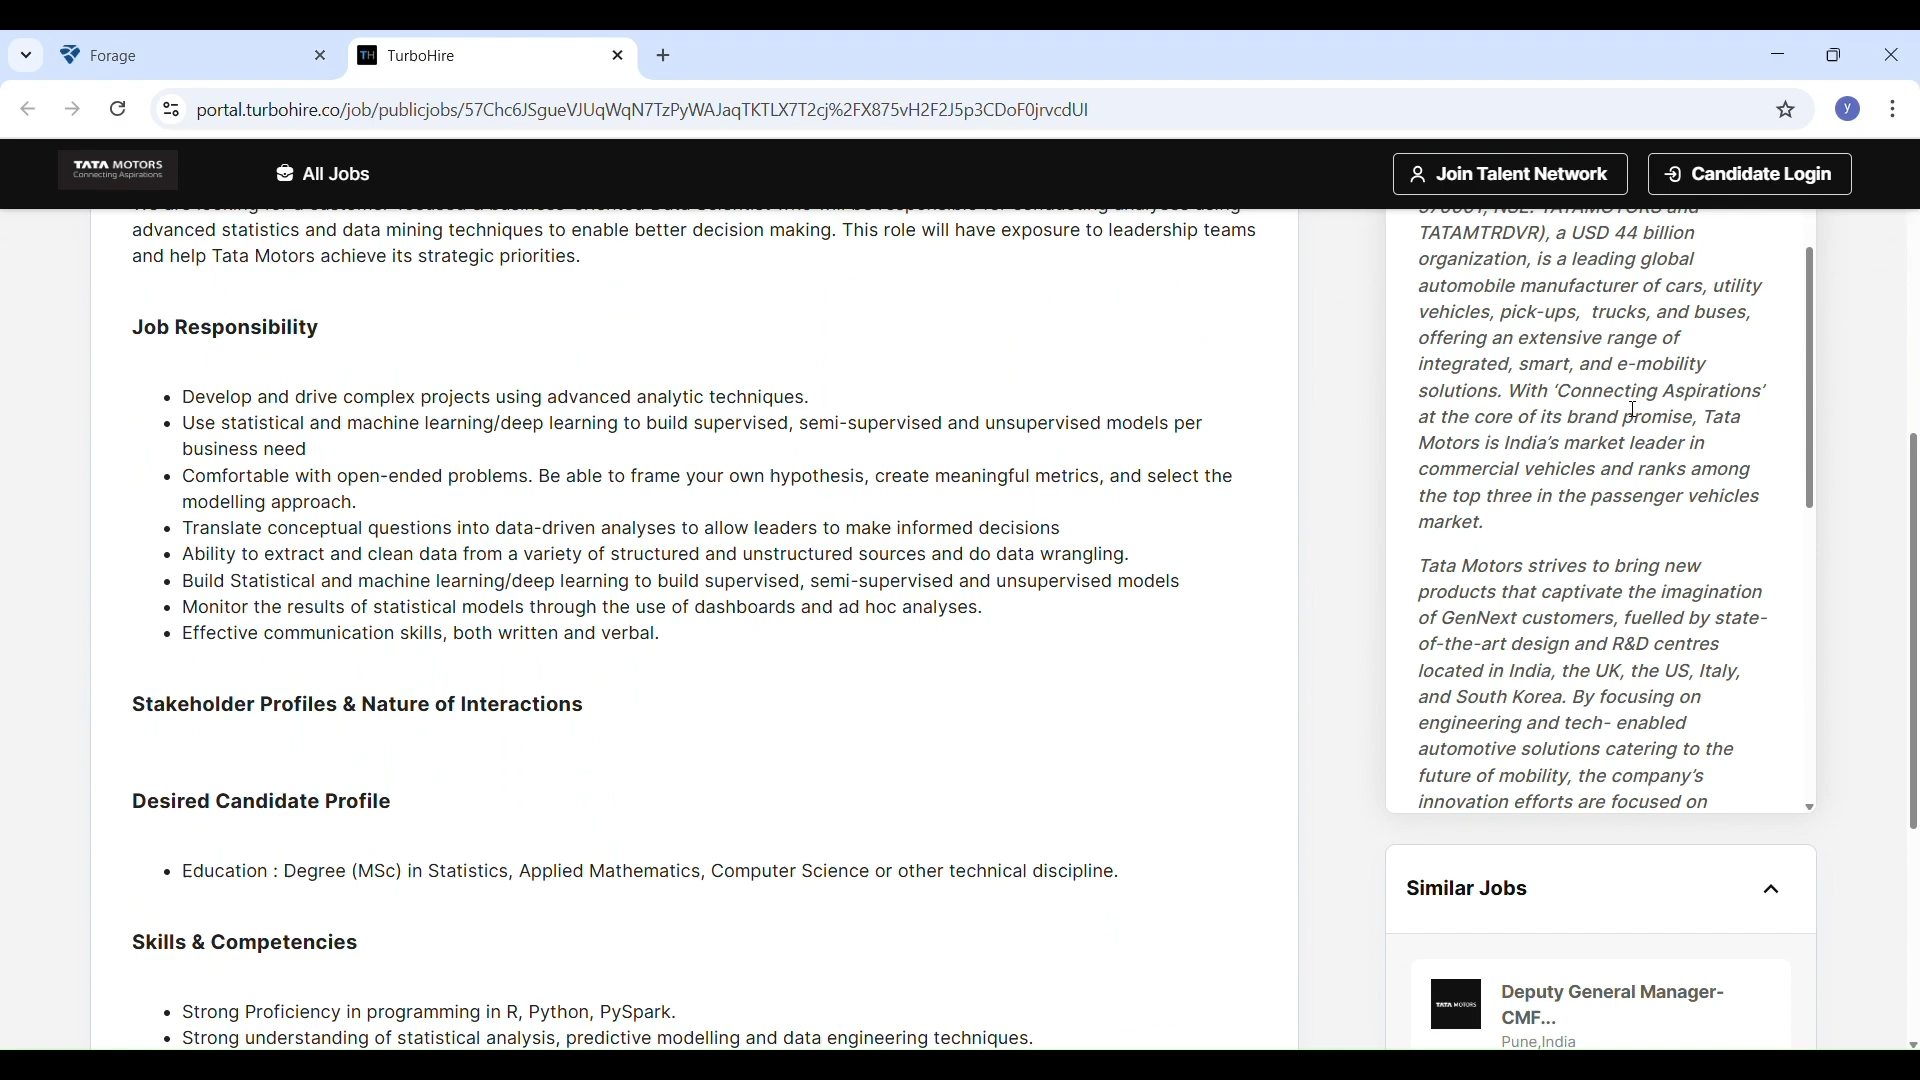 Forage
TH TurboHire
portal.turbohire.co/job/publicjobs/57Chc6JSgueVJUqWqN7TzPyWAJaqTKTLX7T2cj%2FX875vH2F2J5p3CDoF0jrvcdUI
y
TATA MOTORS
Connecting Aspirations
All Jobs
Join Talent Network
Candidate Login
advanced statistics and data mining techniques to enable better decision making. This role will have exposure to leadership teams
and help Tata Motors achieve its strategic priorities.
Job Responsibility
• Develop and drive complex projects using advanced analytic techniques.
• Use statistical and machine learning/deep learning to build supervised, semi-supervised and unsupervised models per
business need
• Comfortable with open-ended problems. Be able to frame your own hypothesis, create meaningful metrics, and select the
modelling approach.
• Translate conceptual questions into data-driven analyses to allow leaders to make informed decisions
• Ability to extract and clean data from a variety of structured and unstructured sources and do data wrangling.
• Build Statistical and machine learning/deep learning to build supervised, semi-supervised and unsupervised models
• Monitor the results of statistical models through the use of dashboards and ad hoc analyses.
• Effective communication skills, both written and verbal.
Stakeholder Profiles & Nature of Interactions
Desired Candidate Profile
• Education : Degree (MSc) in Statistics, Applied Mathematics, Computer Science or other technical discipline.
Skills & Competencies
• Strong Proficiency in programming in R, Python, PySpark.
• Strong understanding of statistical analysis, predictive modelling and data engineering techniques.
TATAMTRDVR), a USD 44 billion
organization, is a leading global
automobile manufacturer of cars, utility
vehicles, pick-ups,  trucks, and buses,
offering an extensive range of
integrated, smart, and e-mobility
solutions. With ‘Connecting Aspirations’
at the core of its brand promise, Tata
Motors is India’s market leader in
commercial vehicles and ranks among
the top three in the passenger vehicles
market.
Tata Motors strives to bring new
products that captivate the imagination
of GenNext customers, fuelled by state-
of-the-art design and R&D centres
located in India, the UK, the US, Italy,
and South Korea. By focusing on
engineering and tech- enabled
automotive solutions catering to the
future of mobility, the company’s
innovation efforts are focused on
Similar Jobs
TATA MOTORS
Deputy General Manager-
CMF...
Pune,India